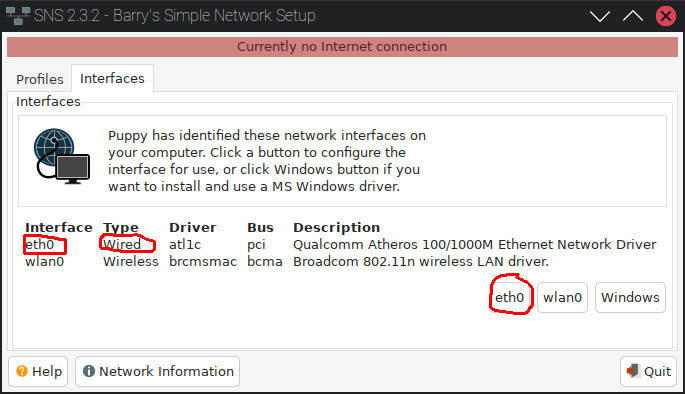 SNS 2.3.2 - Barry's Simple Network Setup
Currently no Internet connection
Profiles Interfaces
Interfaces
Puppy has identified these network interfaces on
your computer. Click a button to configure the
interface for use, or click Windows button if you
want to install and use a MS Windows driver.
Interface Type Driver Bus Description
eth0 Wired atl1c pci Qualcomm Atheros 100/1000M Ethernet Network Driver
wlan0 Wireless brcmsmac bcma Broadcom 802.11n wireless LAN driver.
eth0 wlan0 Windows
Help Network Information Quit